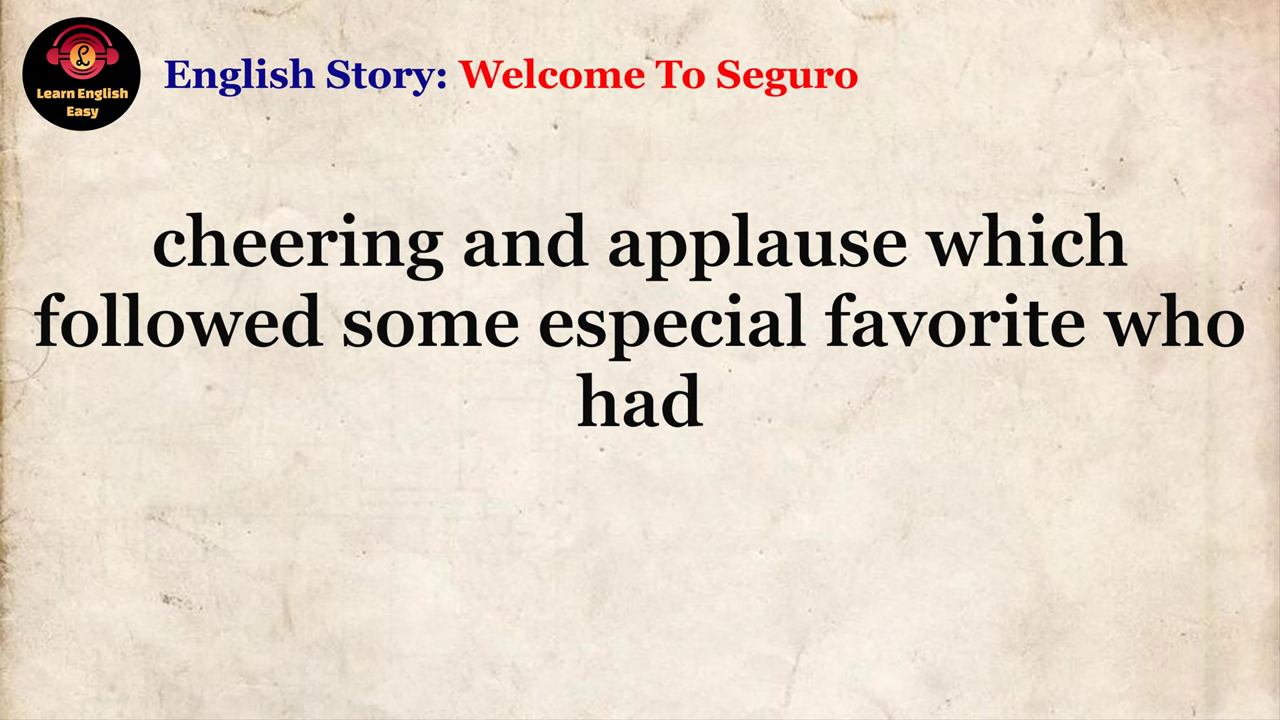 Learn English
Easy
English Story: Welcome To Seguro
cheering and applause which
followed some especial favorite who
had